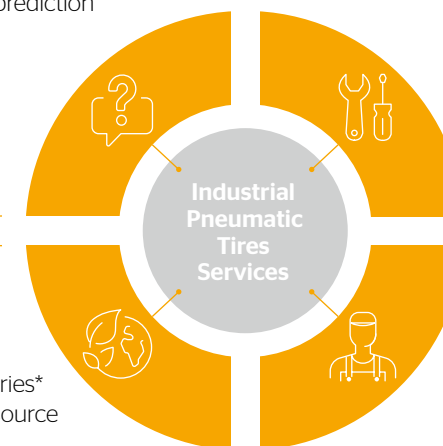 prediction
Industrial
Pneumatic
Tires
Services
ries*
ource